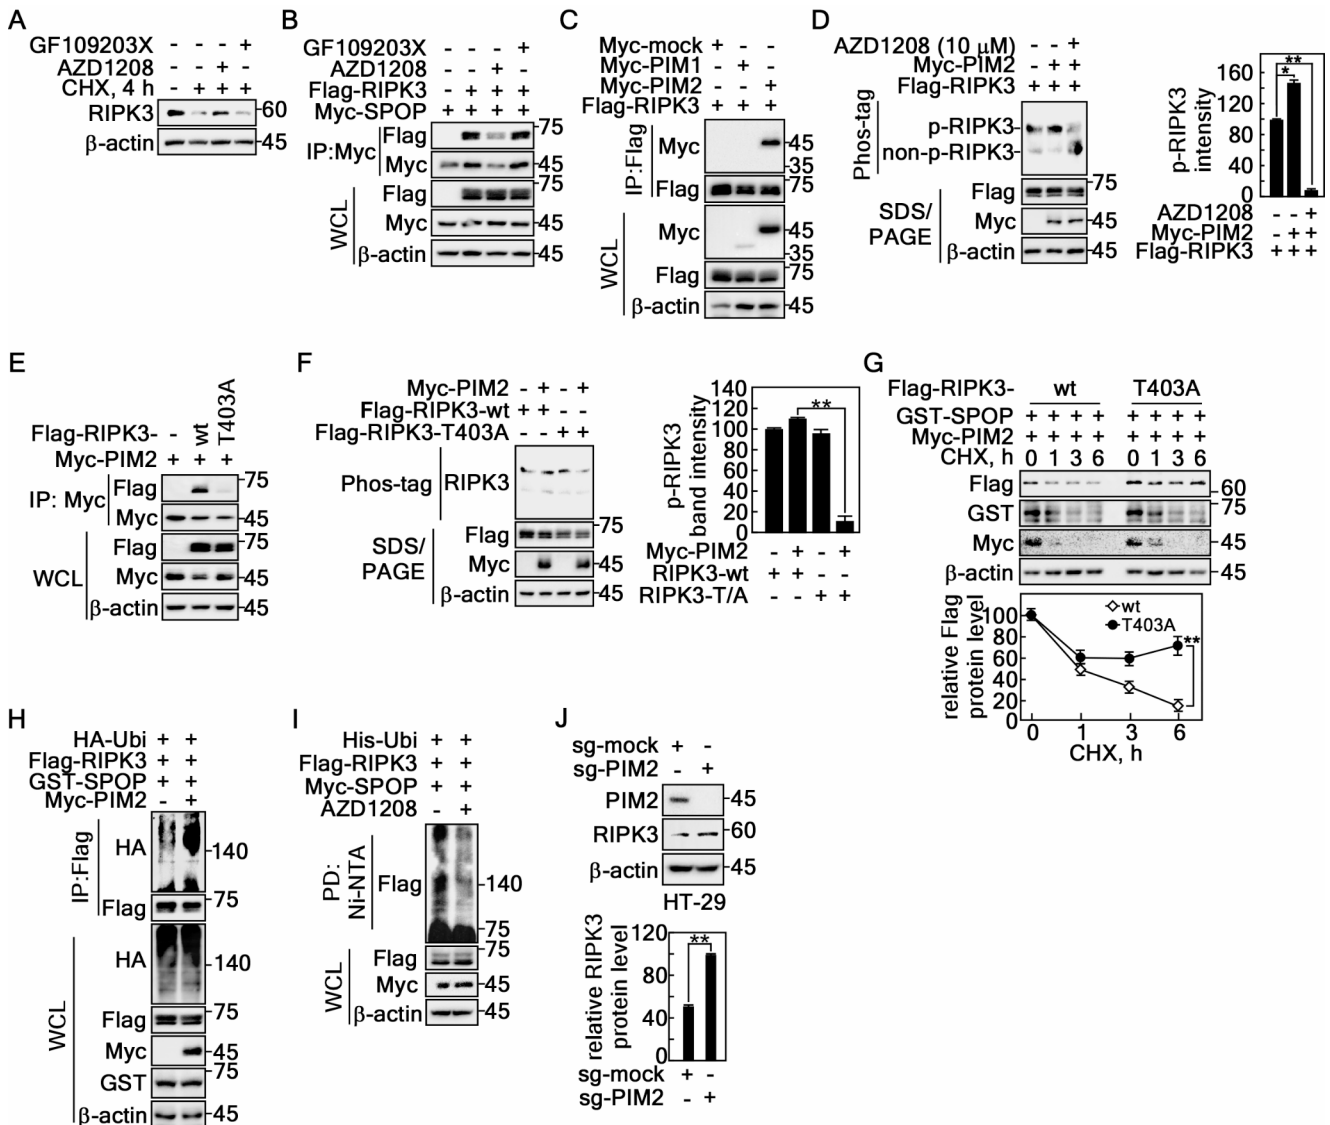 A
GF109203X - - - +
AZD1208 - - + -
CHX, 4 h - + + +
RIPK3 60
β-actin 45
B
GF109203X - - - +
AZD1208 - - + -
Flag-RIPK3 - + + +
Myc-SPOP + + + +
IP:Myc
Flag 75
Myc 45
WCL
Flag 75
Myc 45
β-actin 45
C
Myc-mock + - -
Myc-PIM1 - + -
Myc-PIM2 - - +
Flag-RIPK3 + + +
IP:Flag
Myc 45
35
Flag 75
WCL
Myc 45
35
Flag 75
β-actin 45
D
AZD1208 (10 μM) - - +
Myc-PIM2 - + +
Flag-RIPK3 + + +
Phos-tag
p-RIPK3
non-p-RIPK3
SDS/
PAGE
Flag 75
Myc 45
β-actin 45
p-RIPK3
intensity
160
120
80
40
0
**
*
AZD1208 - - +
Myc-PIM2 - + +
Flag-RIPK3 + + +
E
Flag-RIPK3- - wt T403A
Myc-PIM2 + + +
IP: Myc
Flag 75
Myc 45
WCL
Flag 75
Myc 45
β-actin 45
F
Myc-PIM2 - + - +
Flag-RIPK3-wt + + - -
Flag-RIPK3-T403A - - + +
Phos-tag RIPK3
SDS/
PAGE
Flag 75
Myc 45
β-actin 45
p-RIPK3
band intensity
140
120
100
80
60
40
20
0
**
Myc-PIM2 - + - +
RIPK3-wt + + - -
RIPK3-T/A - - + +
G
Flag-RIPK3- wt T403A
GST-SPOP + + + + + + + +
Myc-PIM2 + + + + + + + +
CHX, h 0 1 3 6 0 1 3 6
Flag 60
GST 75
Myc 45
β-actin 45
relative Flag
protein level
100
80
60
40
20
0
wt
T403A
**
0 1 3 6
CHX, h
H
HA-Ubi + +
Flag-RIPK3 + +
GST-SPOP + +
Myc-PIM2 - +
IP:Flag
HA 140
Flag 75
WCL
HA 140
Flag 75
Myc 45
GST 75
β-actin 45
I
His-Ubi + +
Flag-RIPK3 + +
Myc-SPOP + +
AZD1208 - +
PD:
Ni-NTA
Flag 140
75
WCL
Flag 75
Myc 45
β-actin 45
J
sg-mock + -
sg-PIM2 - +
PIM2 45
RIPK3 60
β-actin 45
HT-29
relative RIPK3
protein level
120
80
40
0
**
sg-mock + -
sg-PIM2 - +